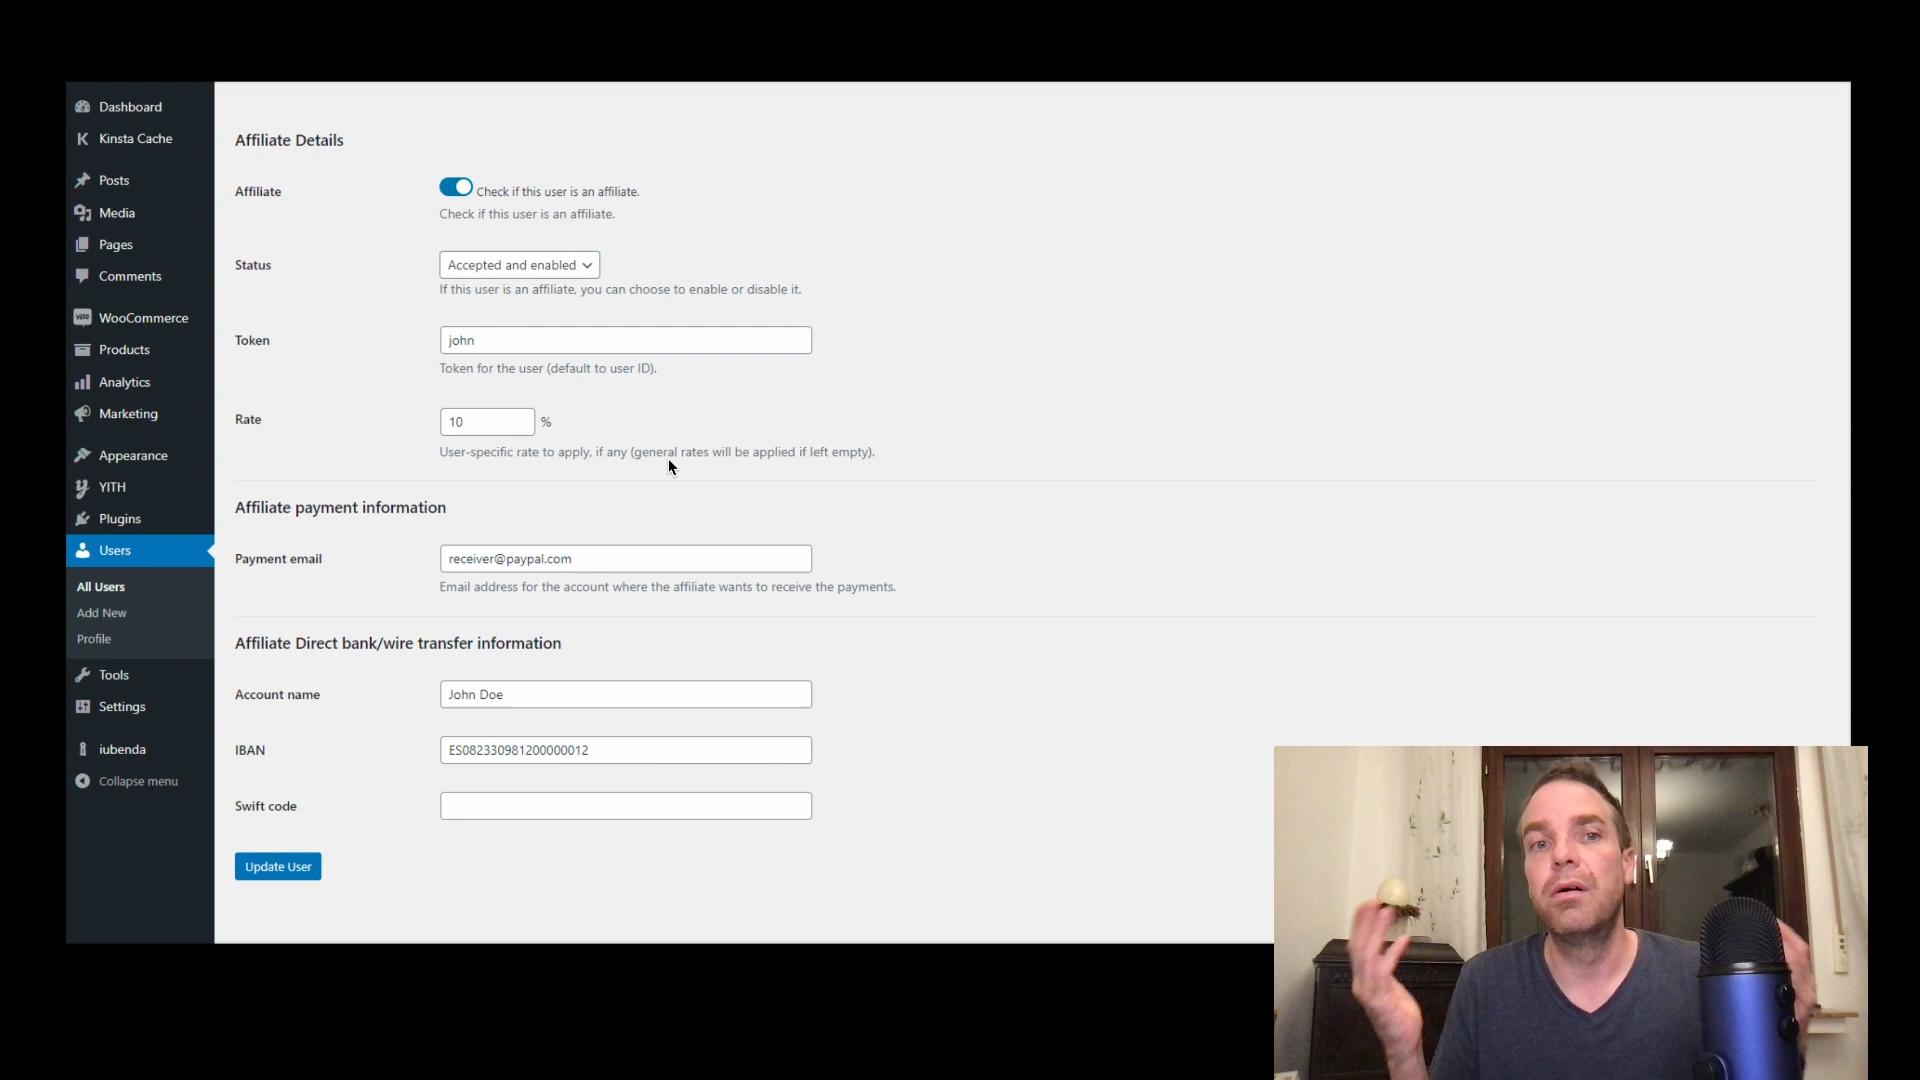 Dashboard
Kinsta Cache
Posts
Media
Pages
Comments
WooCommerce
Products
Analytics
Marketing
Appearance
YITH
Plugins
Users
All Users
Add New
Profile
Tools
Settings
iubenda
Collapse menu
Affiliate Details
Affiliate
Check if this user is an affiliate.
Check if this user is an affiliate.
Status
Accepted and enabled
If this user is an affiliate, you can choose to enable or disable it.
Token
john
Token for the user (default to user ID).
Rate
10 %
User-specific rate to apply, if any (general rates will be applied if left empty).
Affiliate payment information
Payment email
receiver@paypal.com
Email address for the account where the affiliate wants to receive the payments.
Affiliate Direct bank/wire transfer information
Account name
John Doe
IBAN
ES082330981200000012
Swift code
Update User